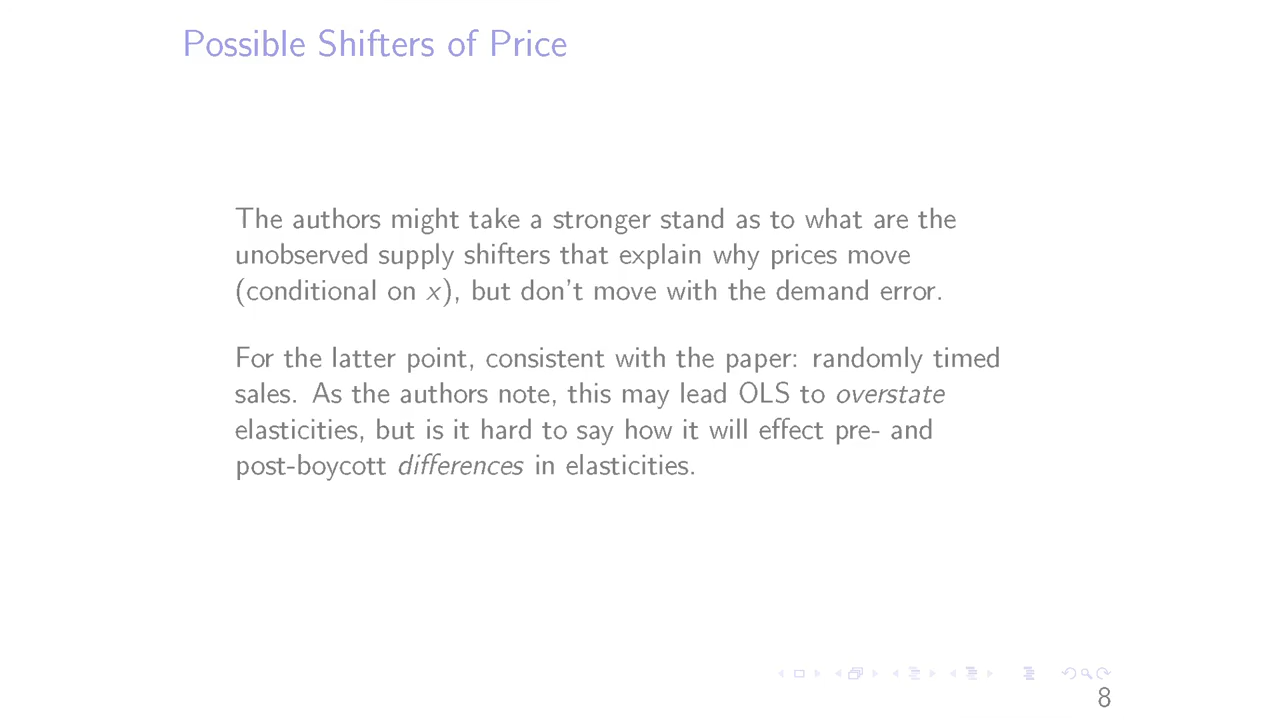 Possible Shifters of Price
The authors might take a stronger stand as to what are the
unobserved supply shifters that explain why prices move
(conditional on x), but don't move with the demand error.
For the latter point, consistent with the paper: randomly timed
sales. As the authors note, this may lead OLS to overstate
elasticities, but is it hard to say how it will effect pre- and
post-boycott differences in elasticities.
8